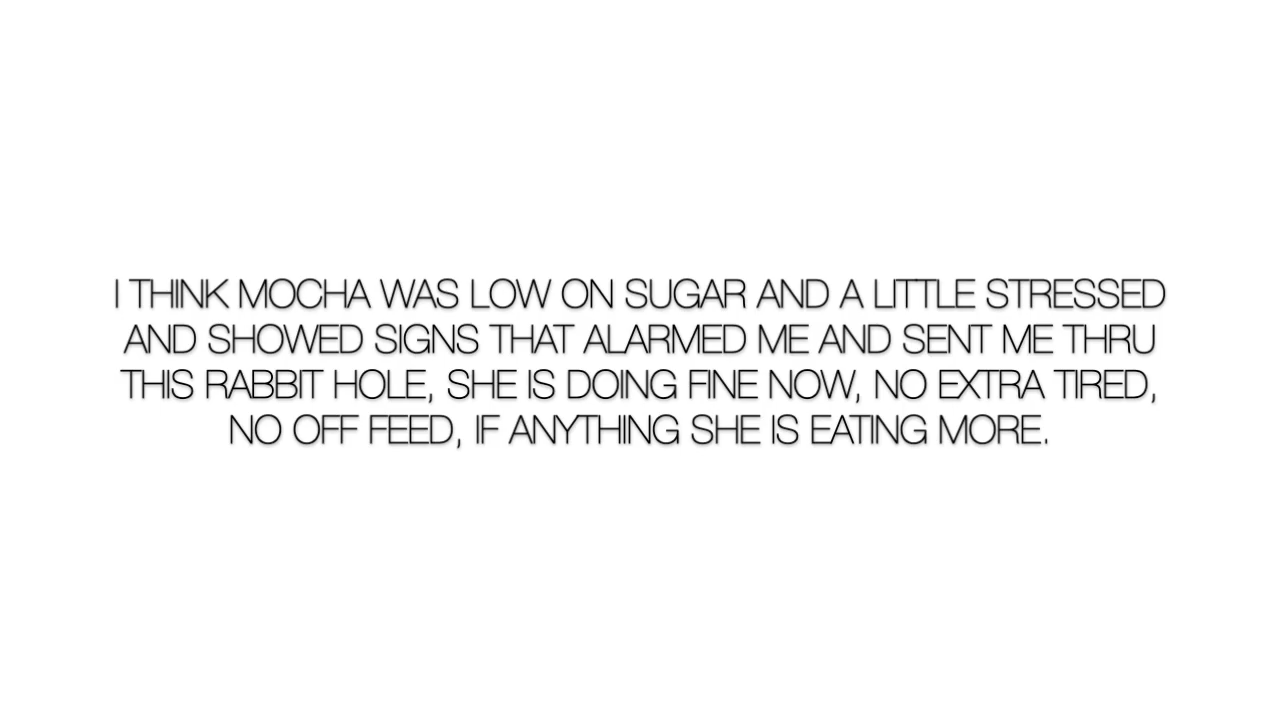 I THINK MOCHA WAS LOW ON SUGAR AND A LITTLE STRESSED
AND SHOWED SIGNS THAT ALARMED ME AND SENT ME THRU
THIS RABBIT HOLE, SHE IS DOING FINE NOW, NO EXTRA TIRED,
NO OFF FEED, IF ANYTHING SHE IS EATING MORE.